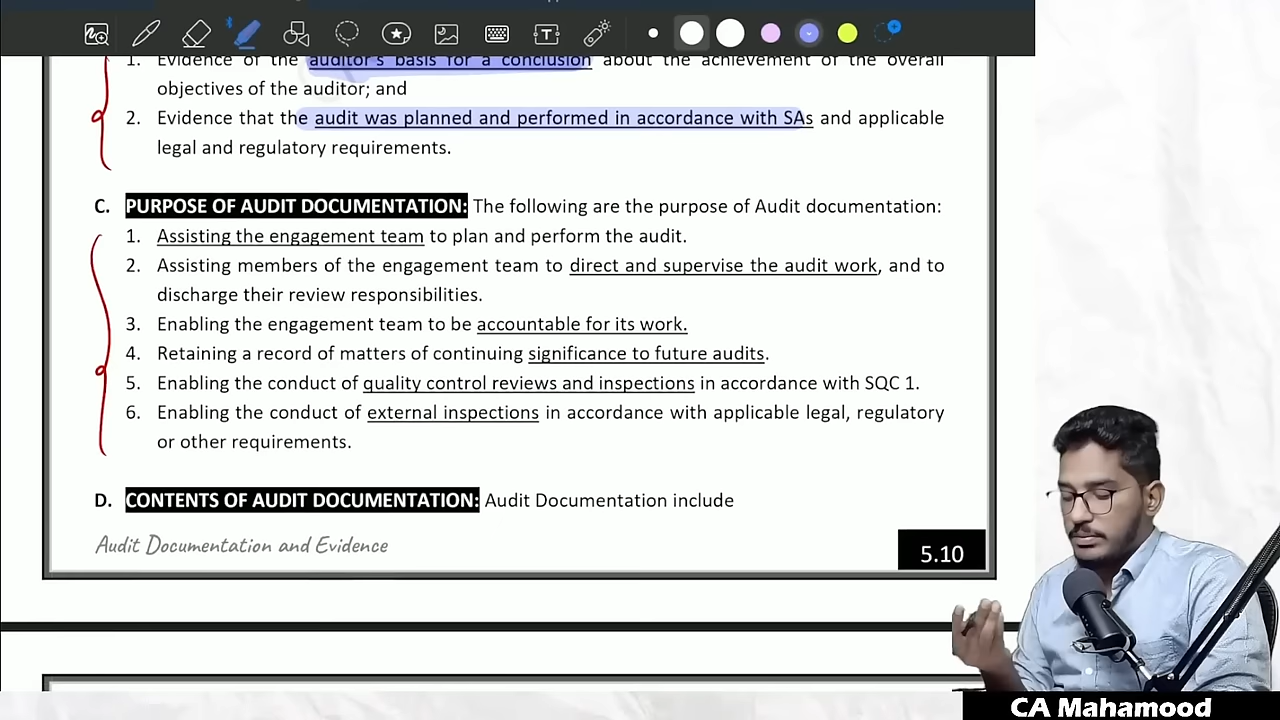 1. Evidence of the auditor's basis for a conclusion about the achievement of the overall
objectives of the auditor; and
2. Evidence that the audit was planned and performed in accordance with SAs and applicable
legal and regulatory requirements.
C. PURPOSE OF AUDIT DOCUMENTATION: The following are the purpose of Audit documentation:
1. Assisting the engagement team to plan and perform the audit.
2. Assisting members of the engagement team to direct and supervise the audit work, and to
discharge their review responsibilities.
3. Enabling the engagement team to be accountable for its work.
4. Retaining a record of matters of continuing significance to future audits.
5. Enabling the conduct of quality control reviews and inspections in accordance with SQC 1.
6. Enabling the conduct of external inspections in accordance with applicable legal, regulatory
or other requirements.
D. CONTENTS OF AUDIT DOCUMENTATION: Audit Documentation include
Audit Documentation and Evidence
5.10
CA Mahamood